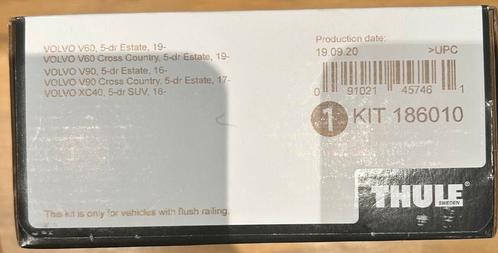 VOLVO V60, 5-dr Estate, 19-
VOLVO V60 Cross Country, 5-dr Estate, 19-
VOLVO V90, 5-dr Estate, 16-
VOLVO V90 Cross Country, 5-dr Estate, 17-
VOLVO XC40, 5-dr SUV, 18-
This kit is only for vehicles with flush railing.
Production date:
19.09.20 >UPC
0 91021 45746 1
1 KIT 186010
THULE
SWEDEN